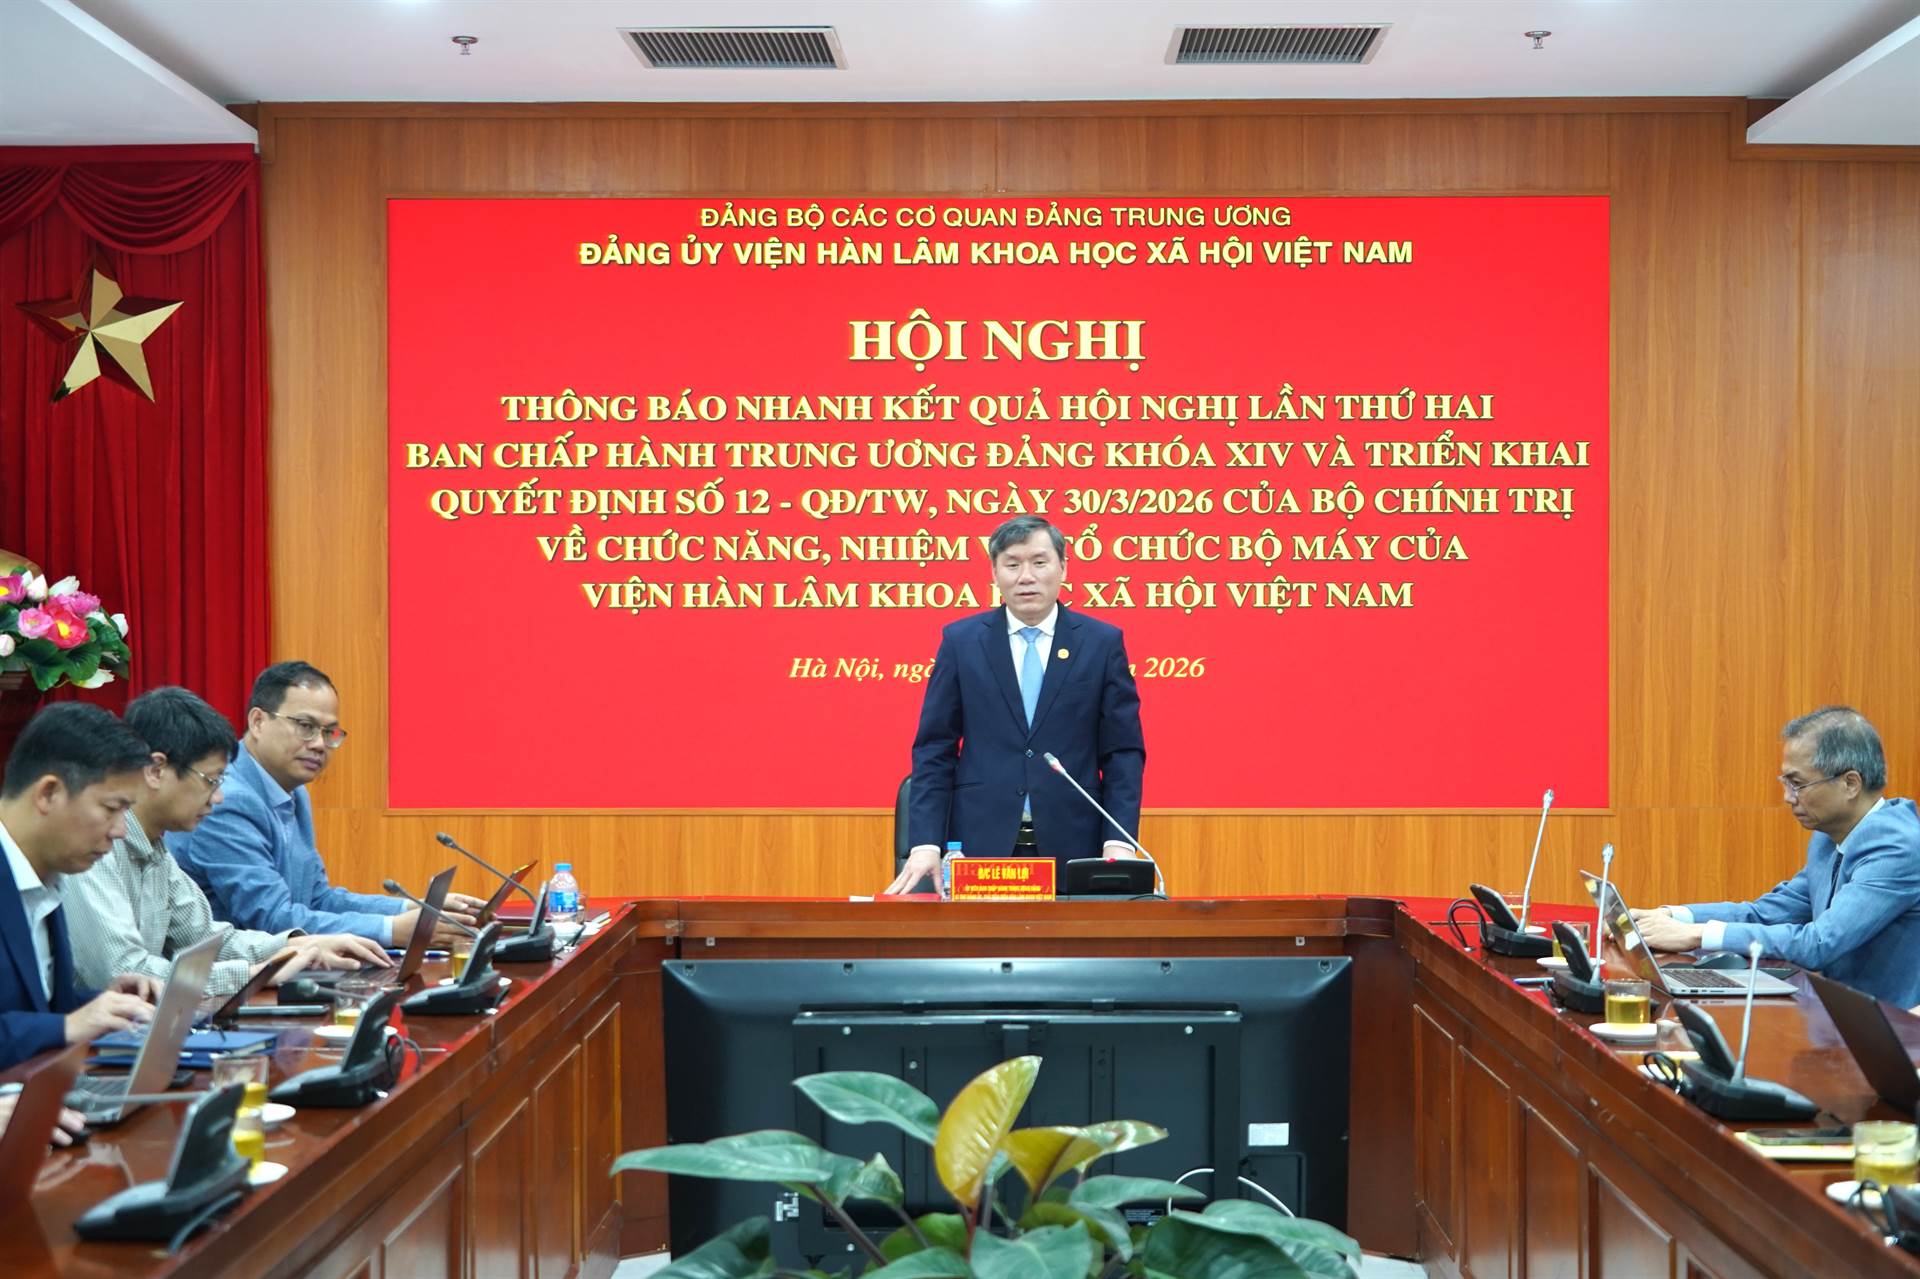 ĐẢNG BỘ CÁC CƠ QUAN ĐẢNG TRUNG ƯƠNG
ĐẢNG ỦY VIỆN HÀN LÂM KHOA HỌC XÃ HỘI VIỆT NAM
HỘI NGHỊ
THÔNG BÁO NHANH KẾT QUẢ HỘI NGHỊ LẦN THỨ HAI
BAN CHẤP HÀNH TRUNG ƯƠNG ĐẢNG KHÓA XIV VÀ TRIỂN KHAI
QUYẾT ĐỊNH SỐ 12 - QĐ/TW, NGÀY 30/3/2026 CỦA BỘ CHÍNH TRỊ
VỀ CHỨC NĂNG, NHIỆM TỔ CHỨC BỘ MÁY CỦA
VIỆN HÀN LÂM KHOA XÃ HỘI VIỆT NAM
Hà Nội, 2026
Đ/C LÊ VĂN LỢI